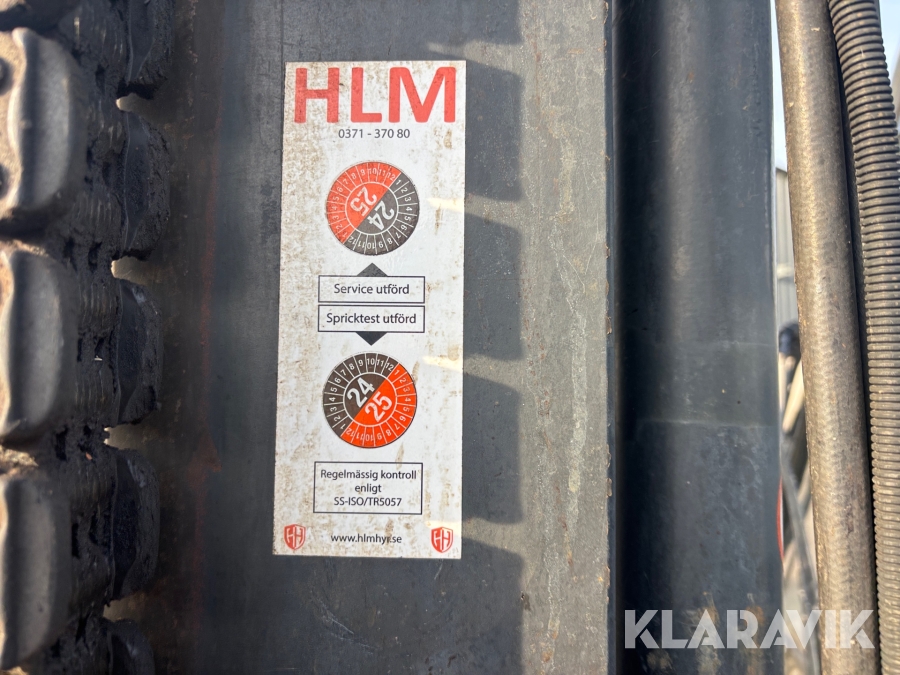 HLM
0371 - 370 80
25
24
Service utförd
Spricktest utförd
24
25
Regelmässig kontroll
enligt
SS-ISO/TR5057
www.hlmhyr.se
KLARAVIK